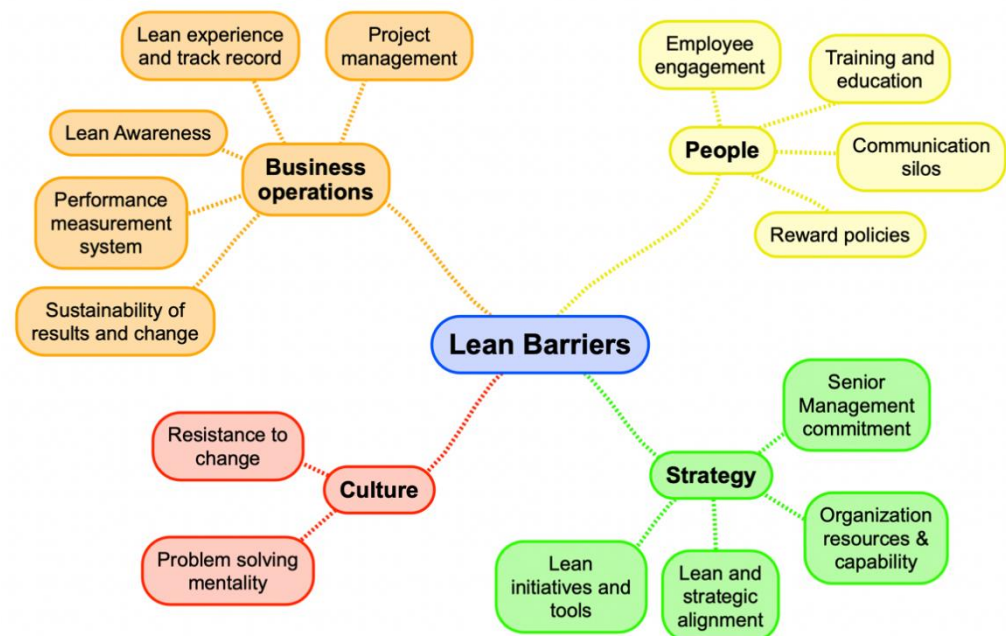 Lean experience
and track record
Project
management
Lean Awareness
Business
operations
Performance
measurement
system
Sustainability of
results and change
Employee
engagement
Training and
education
People
Communication
silos
Reward policies
Lean Barriers
Resistance to
change
Culture
Problem solving
mentality
Senior
Management
commitment
Strategy
Organization
resources &
capability
Lean
initiatives and
tools
Lean and
strategic
alignment